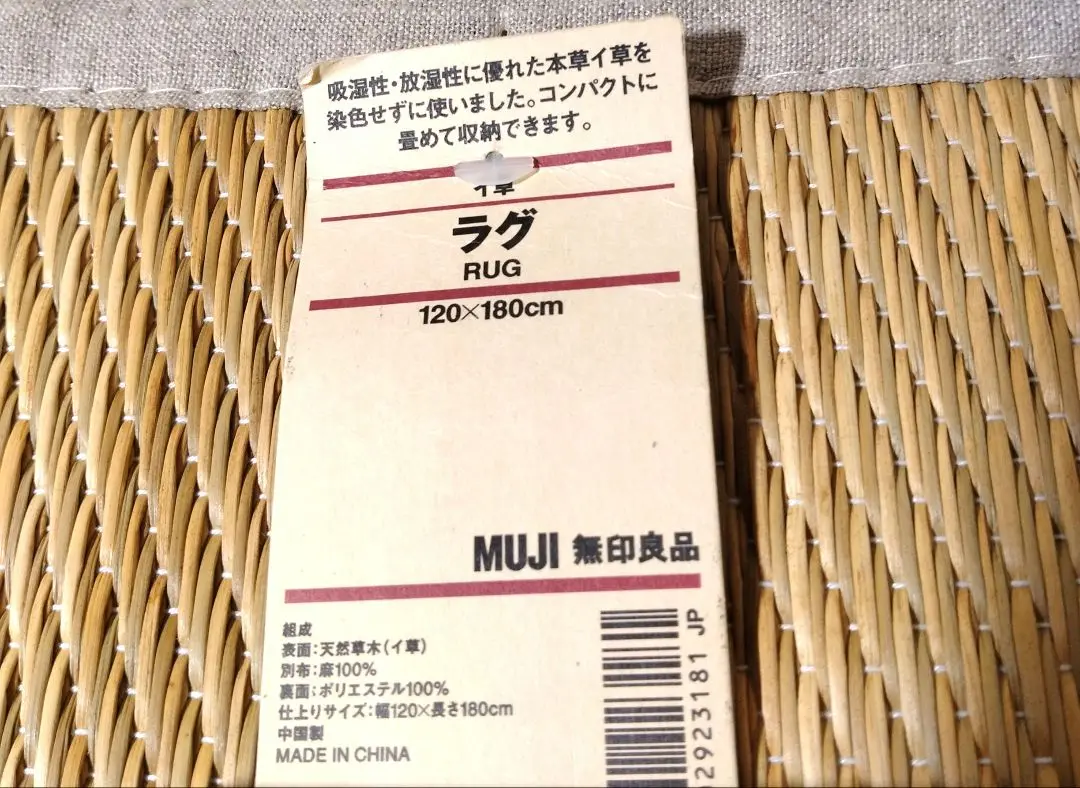 吸湿性・放湿性に優れた本草イ草を
染色せずに使いました。コンパクトに
畳めて収納できます。
イ草
ラグ
RUG
120×180cm
MUJI 無印良品
組成
表面:天然草木(イ草)
別布:麻100%
裏面:ポリエステル100%
仕上りサイズ:幅120×長さ180cm
中国製
MADE IN CHINA
2923181 JP